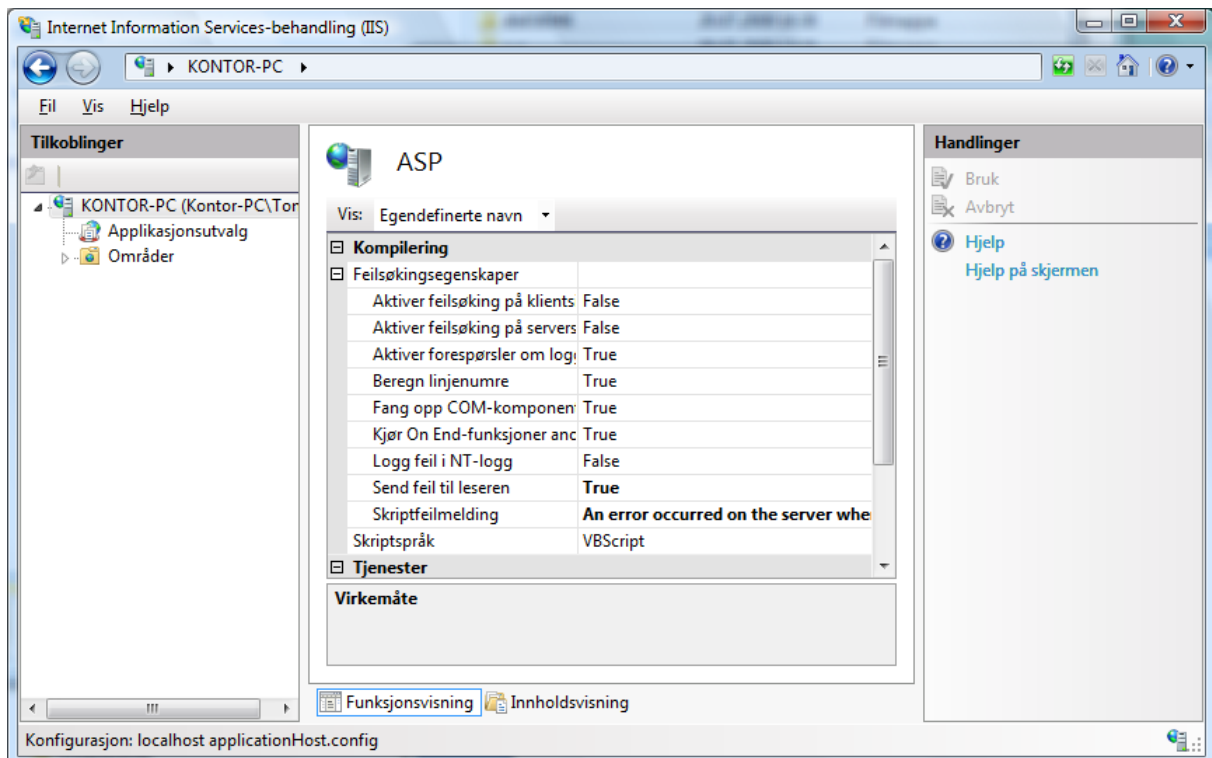 Internet Information Services-behandling (IIS)
KONTOR-PC
Fil Vis Hjelp
Tilkoblinger
KONTOR-PC (Kontor-PC\Tor
Applikasjonsutvalg
Områder
ASP
Vis: Egendefinerte navn
Kompilering
Feilsøkingsegenskaper
Aktiver feilsøking på klients False
Aktiver feilsøking på servers False
Aktiver forespørsler om log True
Beregn linjenumre True
Fang opp COM-komponen True
Kjør On End-funksjoner anc True
Logg feil i NT-logg False
Send feil til leseren True
Skriptfeilmelding An error occurred on the server whe
Skriptspråk VBScript
Tjenester
Virkemåte
Funksjonsvisning Innholdsvisning
Handlinger
Bruk
Avbryt
Hjelp
Hjelp på skjermen
Konfigurasjon: localhost applicationHost.config